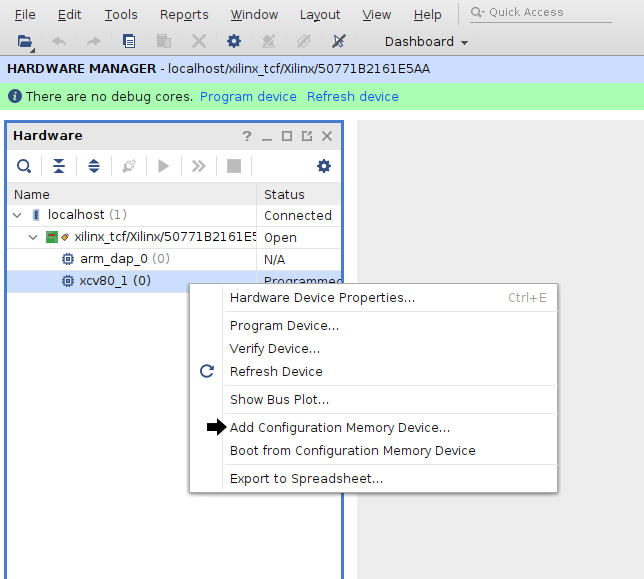 File Edit Tools Reports Window Layout View Help Quick Access
Dashboard
HARDWARE MANAGER - localhost/xilinx_tcf/Xilinx/50771B2161E5AA
There are no debug cores. Program device Refresh device
Hardware
Name Status
localhost (1) Connected
xilinx_tcf/Xilinx/50771B2161E5 Open
arm_dap_0 (0) N/A
xcv80_1 (0) Programmed
Hardware Device Properties... Ctrl+E
Program Device...
Verify Device...
Refresh Device
Show Bus Plot...
Add Configuration Memory Device...
Boot from Configuration Memory Device
Export to Spreadsheet...